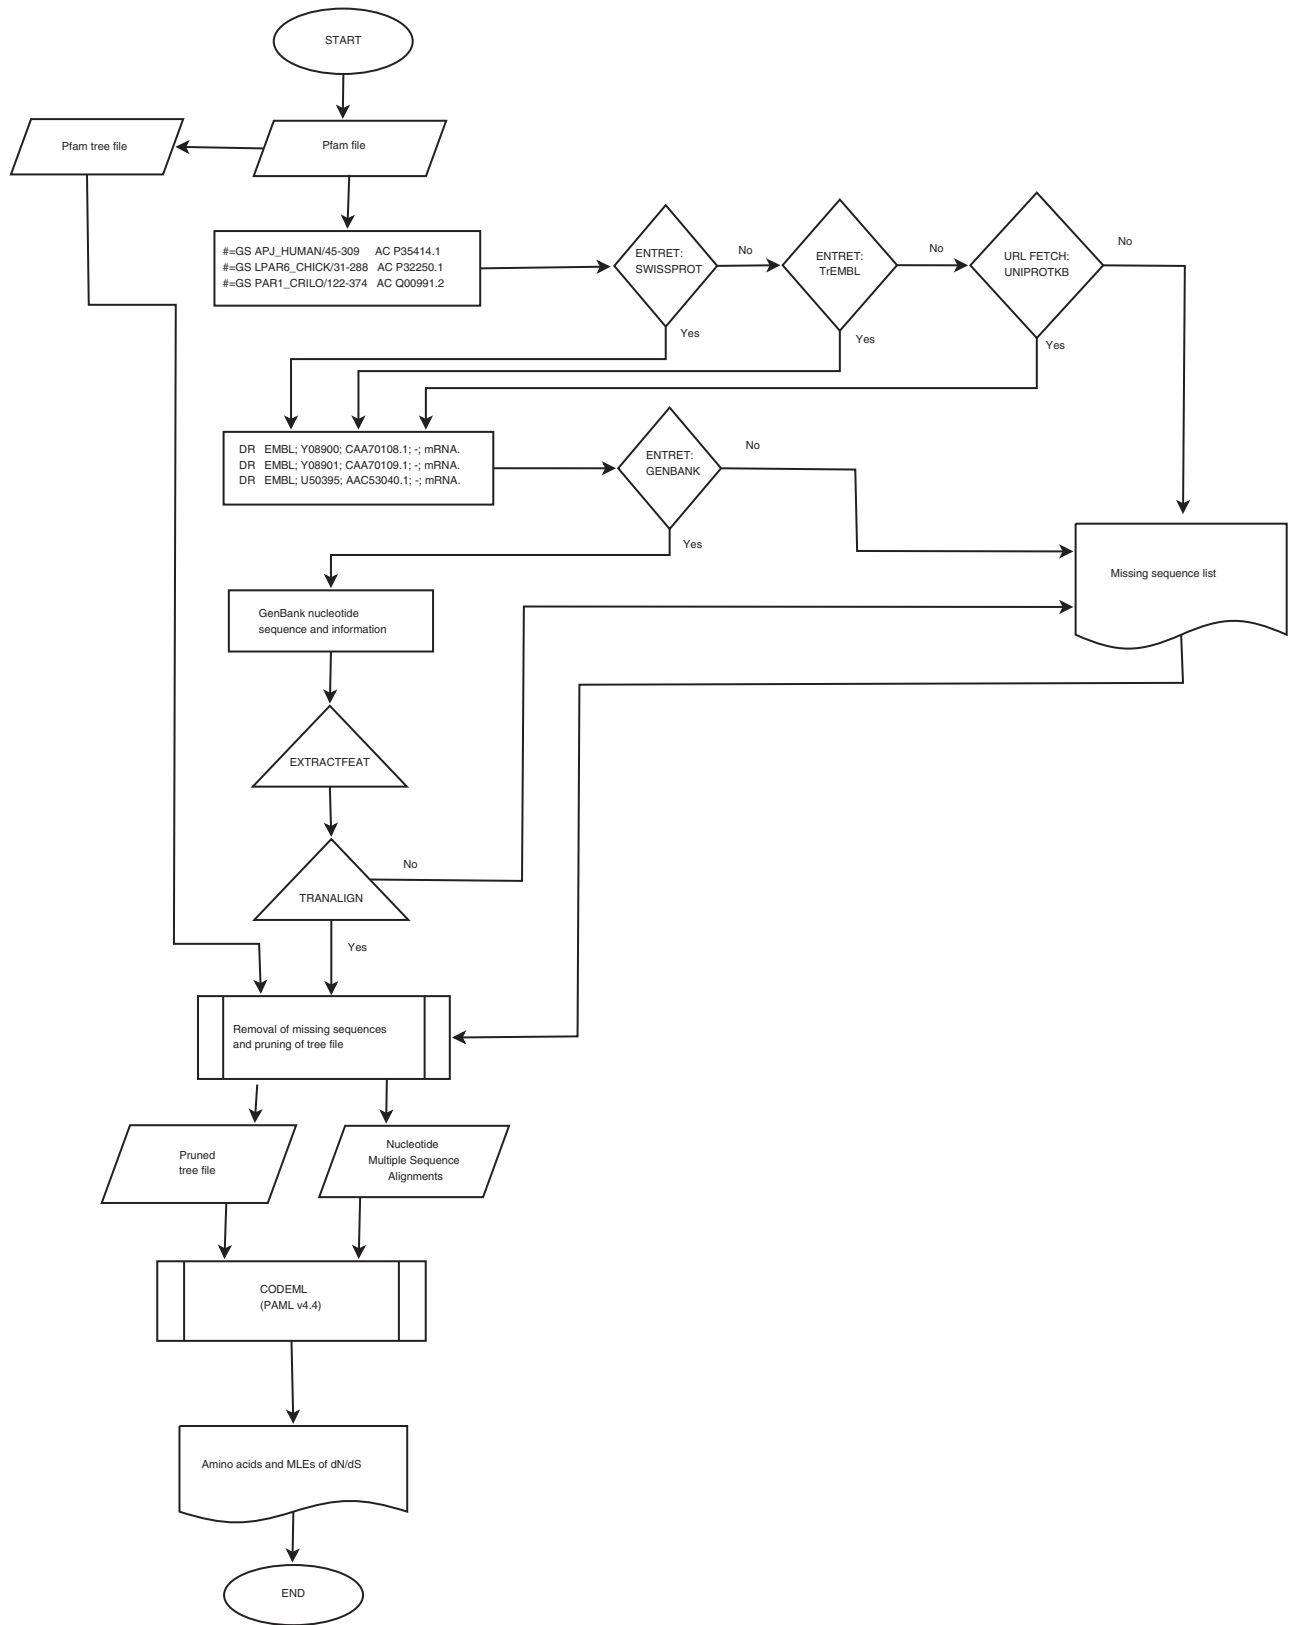 START
Pfam tree file
Pfam file
#=GS APJ_HUMAN/45-309 AC P35414.1
#=GS LPAR6_CHICK/31-288 AC P32250.1
#=GS PAR1_CRILO/122-374 AC Q00991.2
ENTRET:
SWISSPROT
No
Yes
ENTRET:
TrEMBL
No
Yes
URL FETCH:
UNIPROTKB
No
Yes
DR EMBL; Y08900; CAA70108.1; -; mRNA.
DR EMBL; Y08901; CAA70109.1; -; mRNA.
DR EMBL; U50395; AAC53040.1; -; mRNA.
ENTRET:
GENBANK
No
Yes
Missing sequence list
GenBank nucleotide
sequence and information
EXTRACTFEAT
TRANALIGN
No
Yes
Removal of missing sequences
and pruning of tree file
Pruned
tree file
Nucleotide
Multiple Sequence
Alignments
CODEML
(PAML v4.4)
Amino acids and MLEs of dN/dS
END